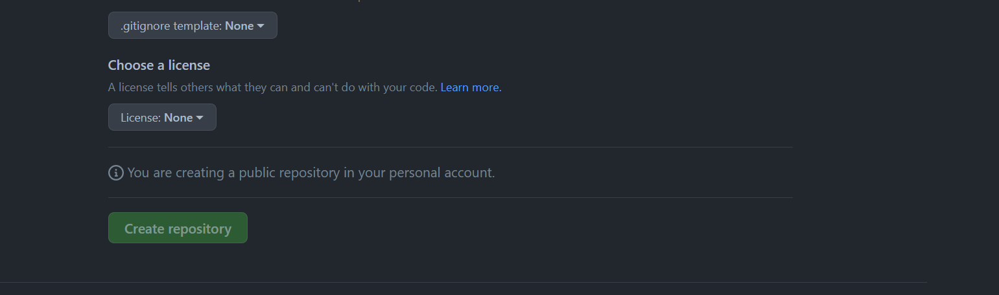 .gitignore template: None
Choose a license
A license tells others what they can and can't do with your code. Learn more.
License: None
You are creating a public repository in your personal account.
Create repository